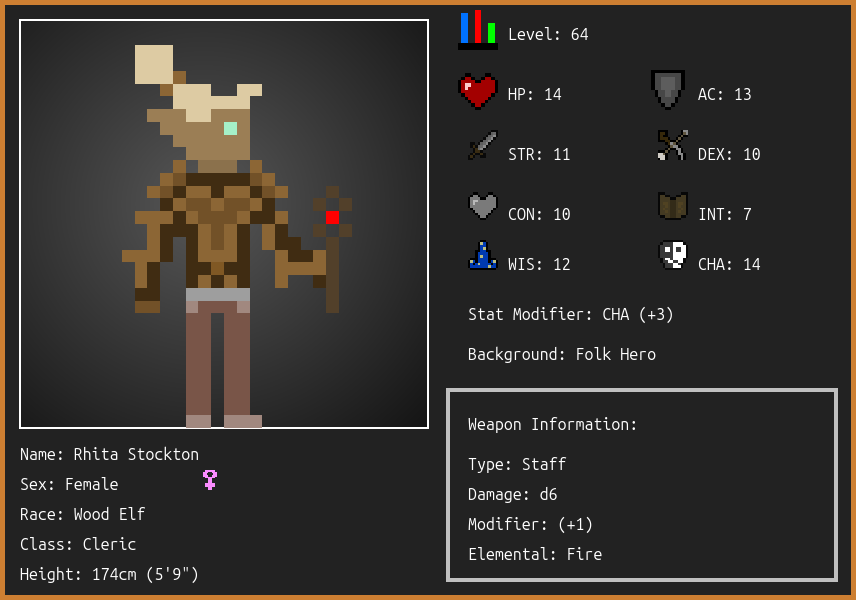 Level: 64
HP: 14
AC: 13
STR: 11
DEX: 10
CON: 10
INT: 7
WIS: 12
CHA: 14
Stat Modifier: CHA (+3)
Background: Folk Hero
Weapon Information:
Type: Staff
Damage: d6
Modifier: (+1)
Elemental: Fire
Name: Rhita Stockton
Sex: Female
Race: Wood Elf
Class: Cleric
Height: 174cm (5'9")